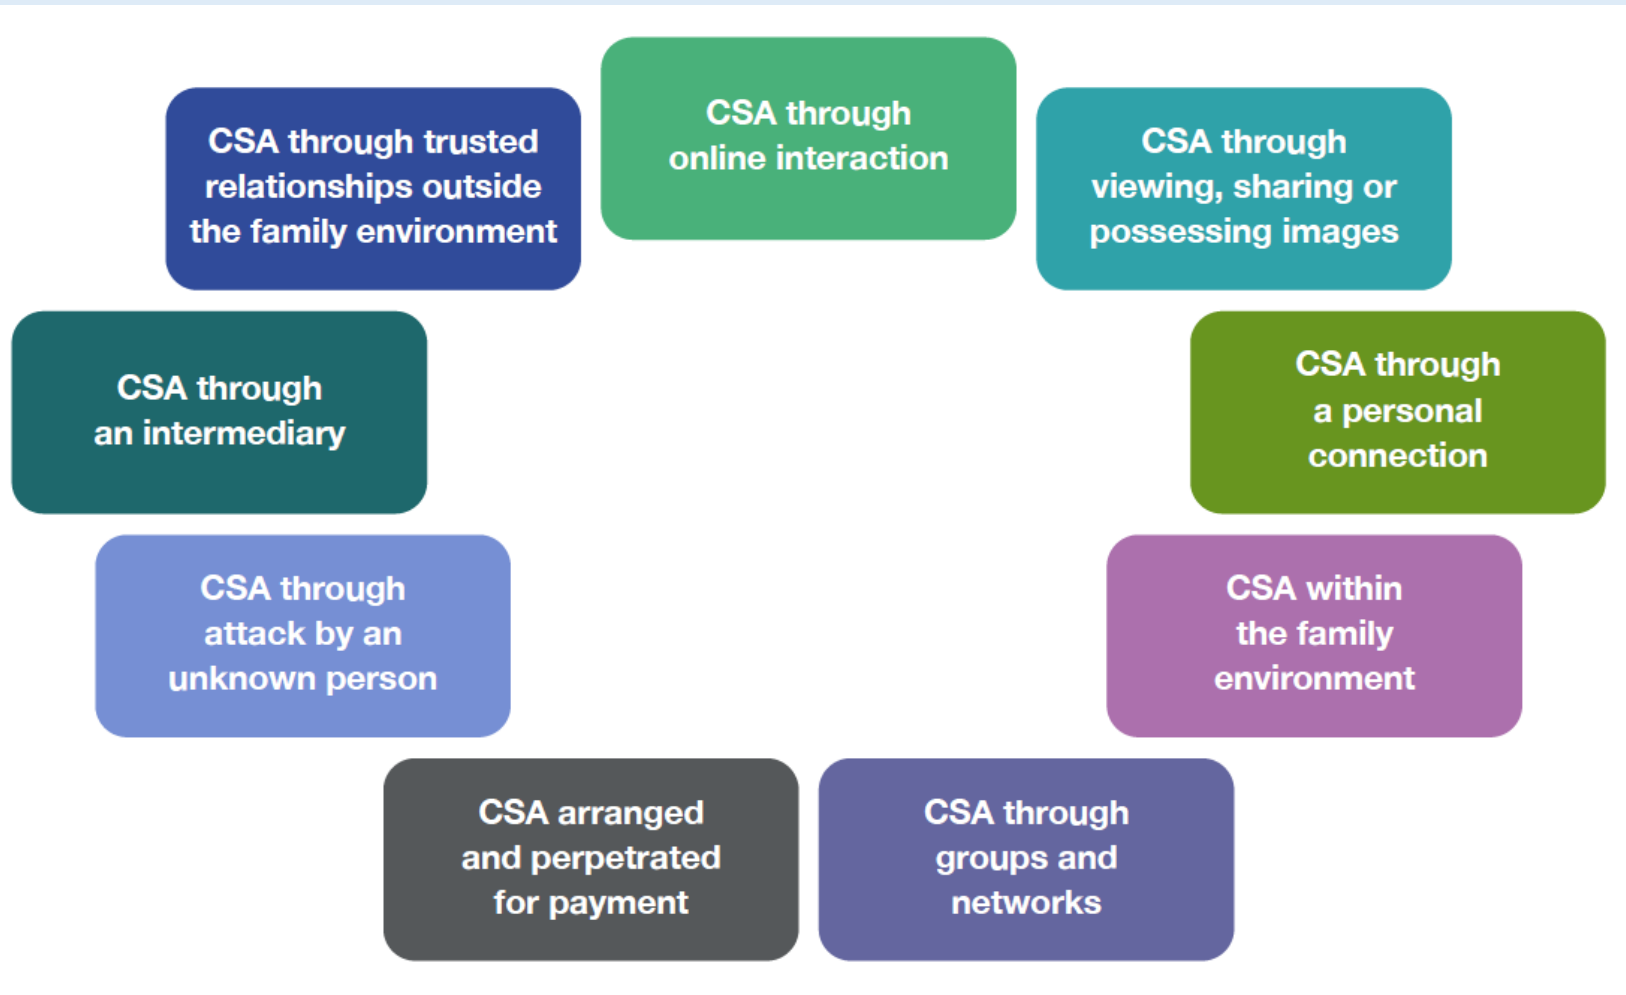 CSA through trusted
relationships outside
the family environment
CSA through
online interaction
CSA through
viewing, sharing or
possessing images
CSA through
an intermediary
CSA through
a personal
connection
CSA through
attack by an
unknown person
CSA within
the family
environment
CSA arranged
and perpetrated
for payment
CSA through
groups and
networks